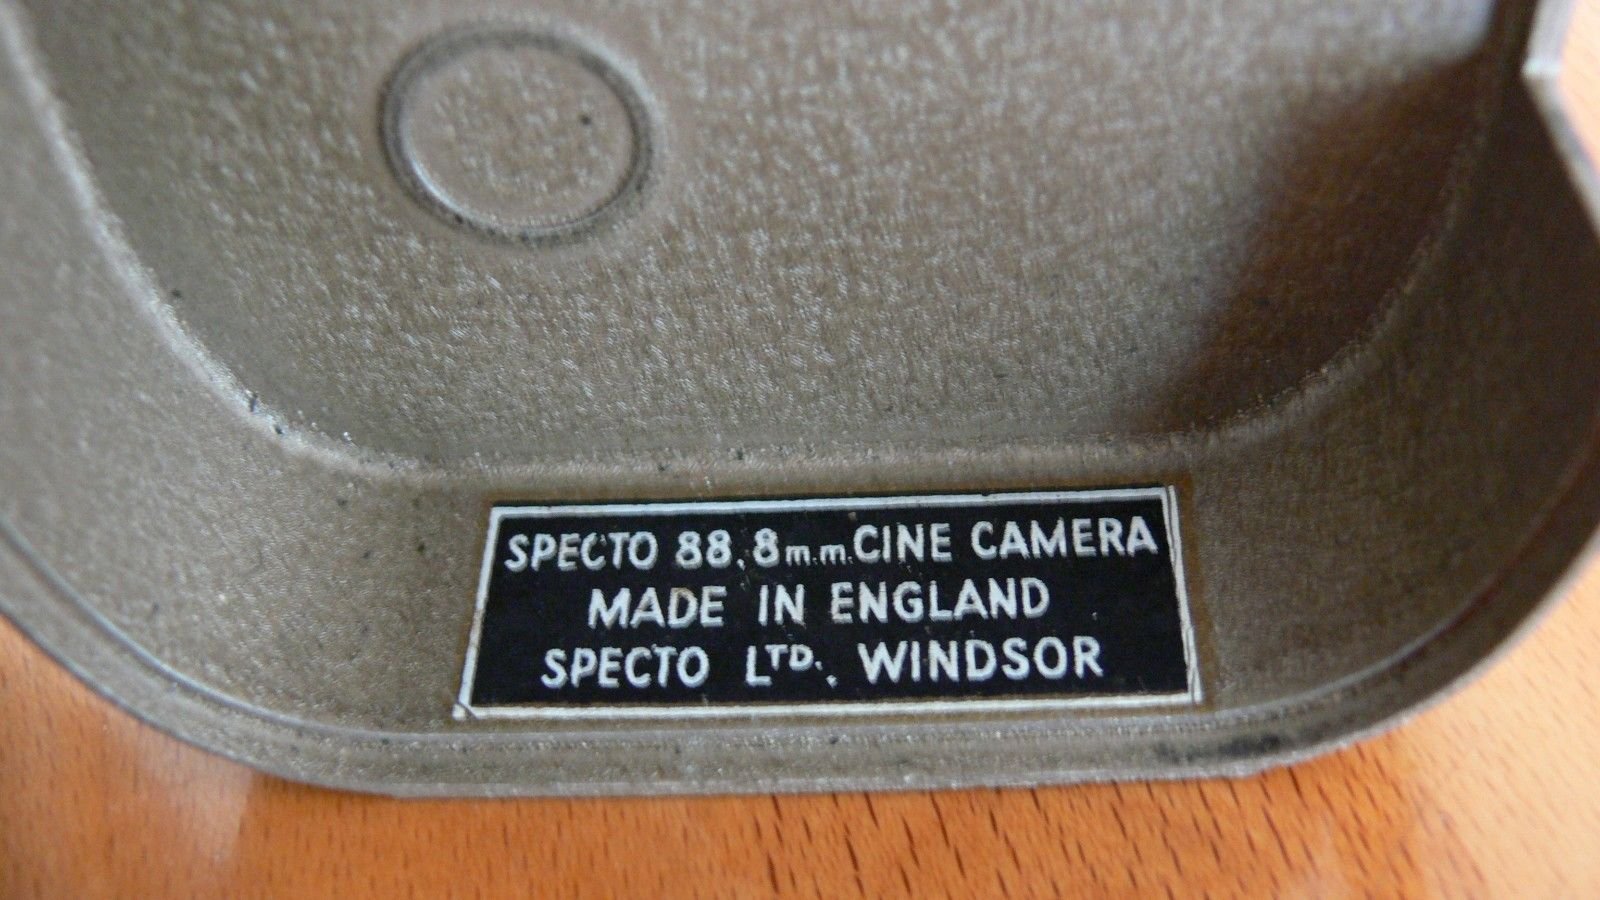 SPECTO 88. 8m.m. CINE CAMERA
MADE IN ENGLAND
SPECTO LTD. WINDSOR